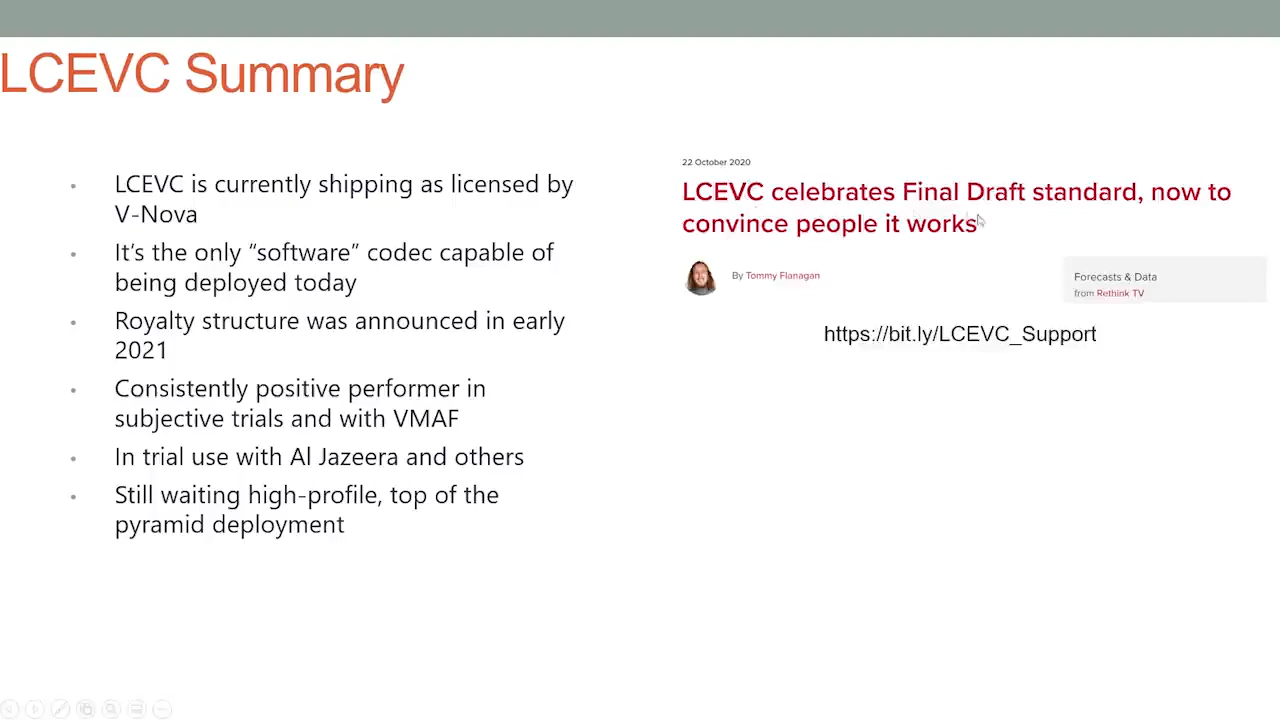 LCEVC Summary
• LCEVC is currently shipping as licensed by
V-Nova
• It's the only “software” codec capable of
being deployed today
• Royalty structure was announced in early
2021
• Consistently positive performer in
subjective trials and with VMAF
• In trial use with Al Jazeera and others
• Still waiting high-profile, top of the
pyramid deployment
22 October 2020
LCEVC celebrates Final Draft standard, now to
convince people it works
By Tommy Flanagan
Forecasts & Data
from Rethink TV
https://bit.ly/LCEVC_Support